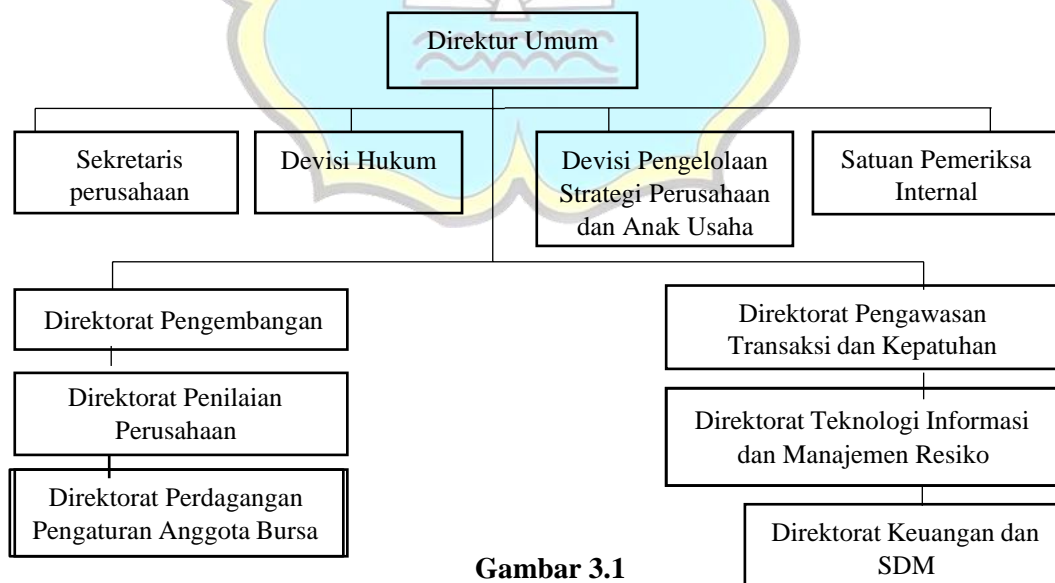 Direktur Umum
Sekretaris
perusahaan
Devisi Hukum
Devisi Pengelolaan
Strategi Perusahaan
dan Anak Usaha
Satuan Pemeriksa
Internal
Direktorat Pengembangan
Direktorat Penilaian
Perusahaan
Direktorat Perdagangan
Pengaturan Anggota Bursa
Direktorat Pengawasan
Transaksi dan Kepatuhan
Direktorat Teknologi Informasi
dan Manajemen Resiko
Direktorat Keuangan dan
SDM
Gambar 3.1